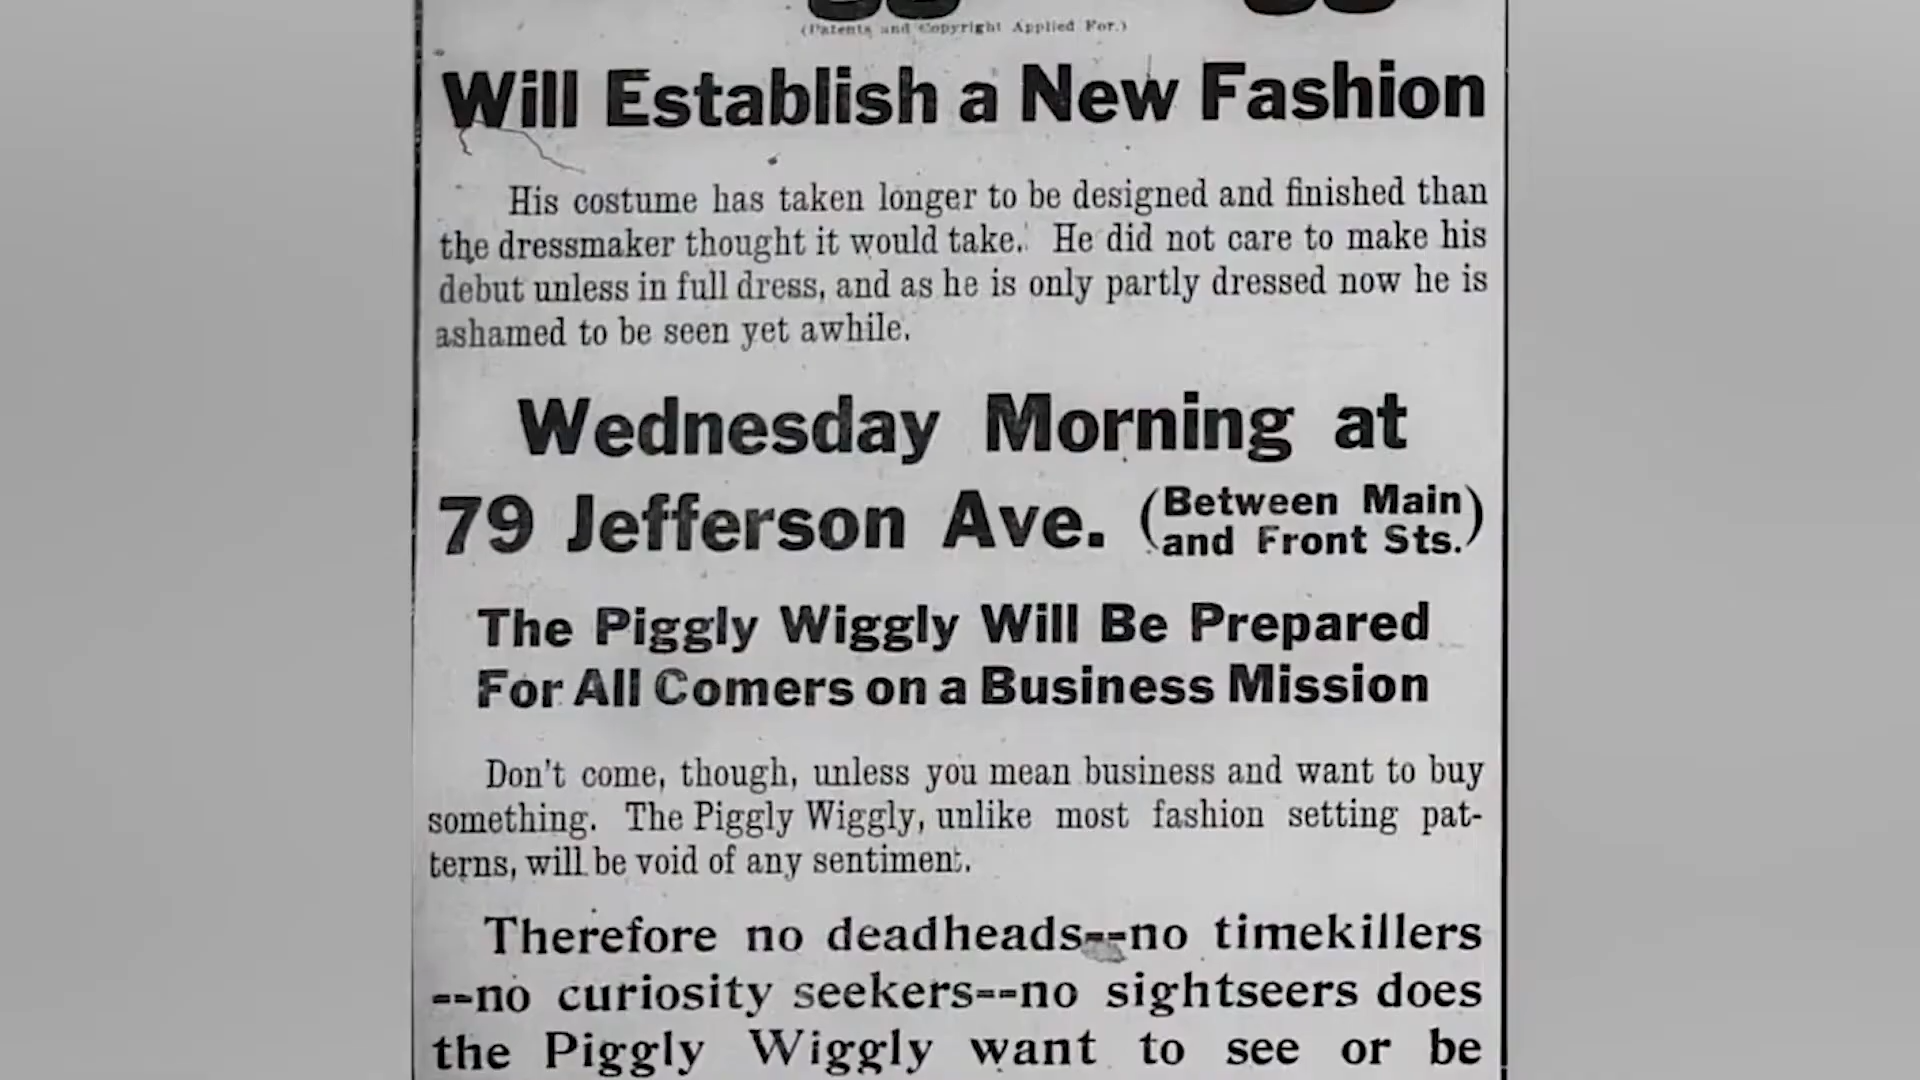 (Patents and Copyright Applied For.)
Will Establish a New Fashion
His costume has taken longer to be designed and finished than
the dressmaker thought it would take. He did not care to make his
debut unless in full dress, and as he is only partly dressed now he is
ashamed to be seen yet awhile.
Wednesday Morning at
79 Jefferson Ave. (Between Main
and Front Sts.)
The Piggly Wiggly Will Be Prepared
For All Comers on a Business Mission
Don't come, though, unless you mean business and want to buy
something. The Piggly Wiggly, unlike most fashion setting pat-
terns, will be void of any sentiment.
Therefore no deadheads--no timekillers
--no curiosity seekers--no sightseers does
the Piggly Wiggly want to see or be